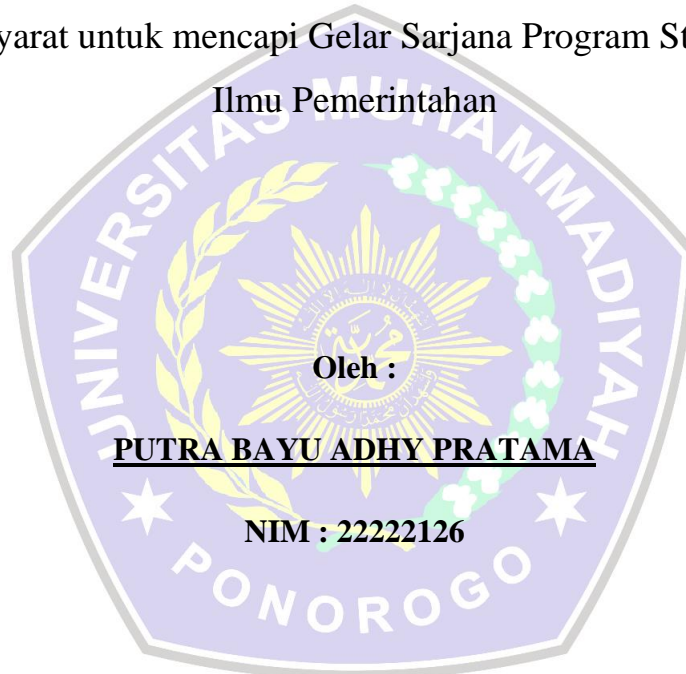 yarat untuk mencapi Gelar Sarjana Program St
Ilmu Pemerintahan
UNIVERSITAS MUHAMMADIYAH
Oleh :
PUTRA BAYU ADHY PRATAMA
NIM : 22222126
PONOROGO